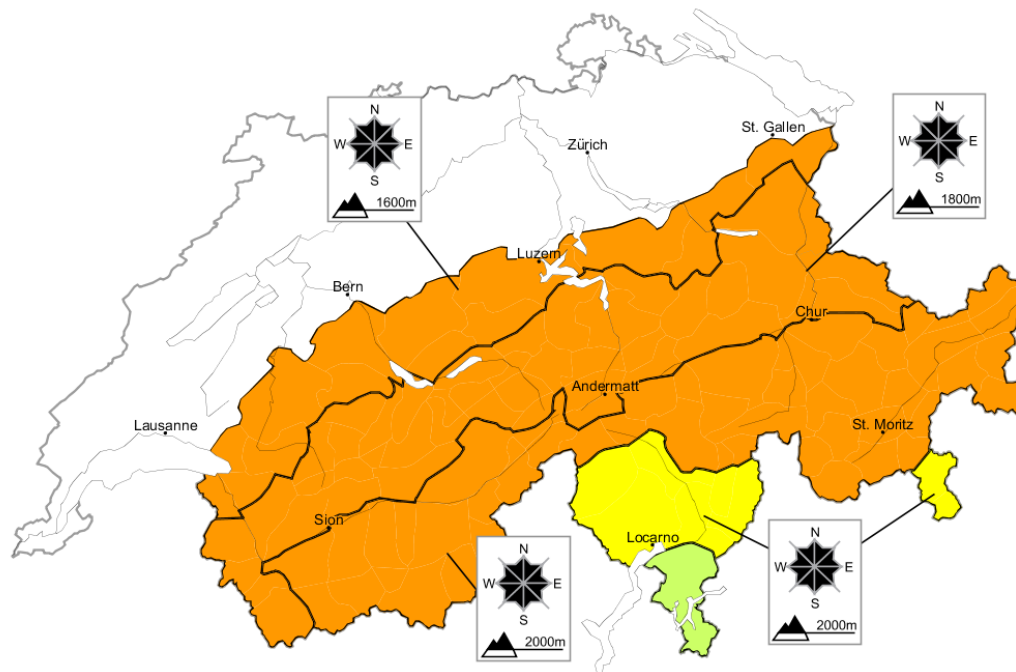 N
W E
S
1600m
N
W E
S
1800m
St. Gallen
Zürich
Luzern
Bern
Chur
Andermatt
Lausanne
St. Moritz
Sion
Locarno
N
W E
S
2000m
N
W E
S
2000m